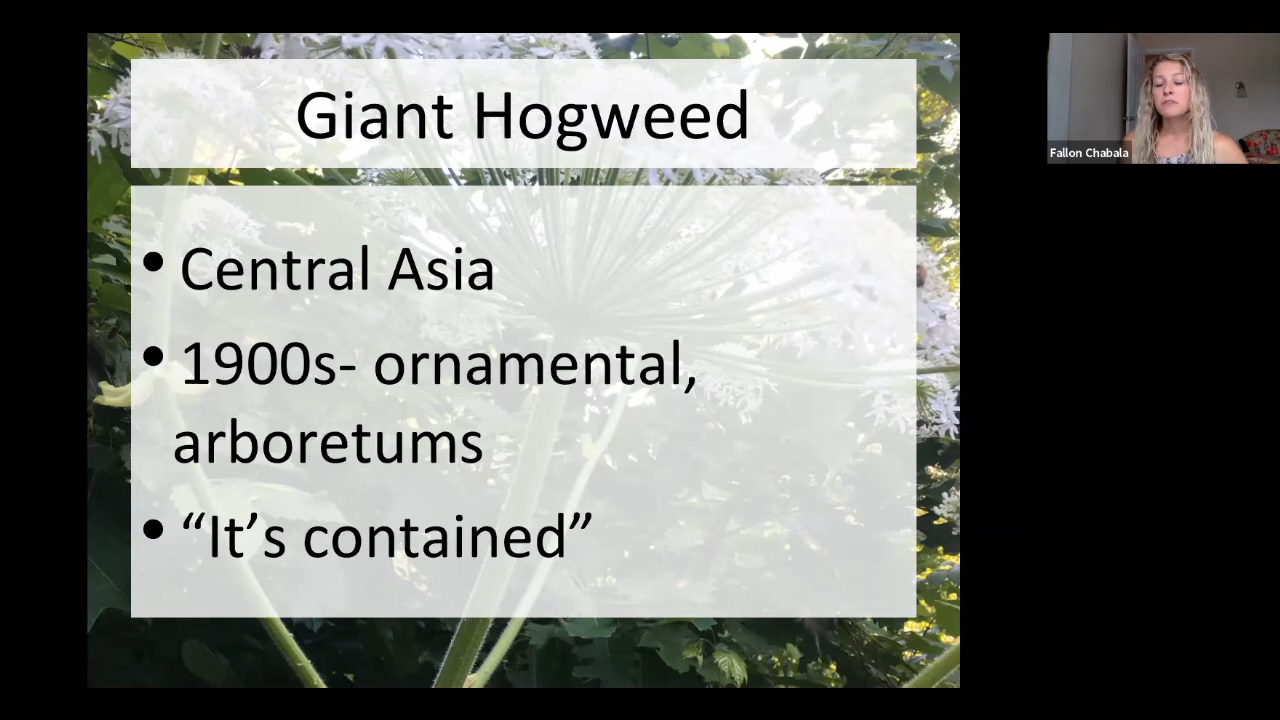 Giant Hogweed
• Central Asia
• 1900s- ornamental,
arboretums
• “It’s contained”
Fallon Chabala